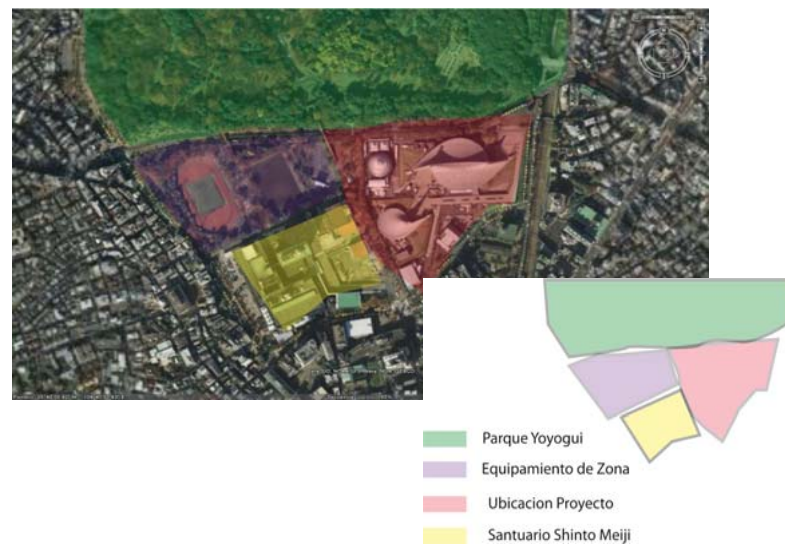 Parque Yoyogui
Equipamiento de Zona
Ubicacion Proyecto
Santuario Shinto Meiji